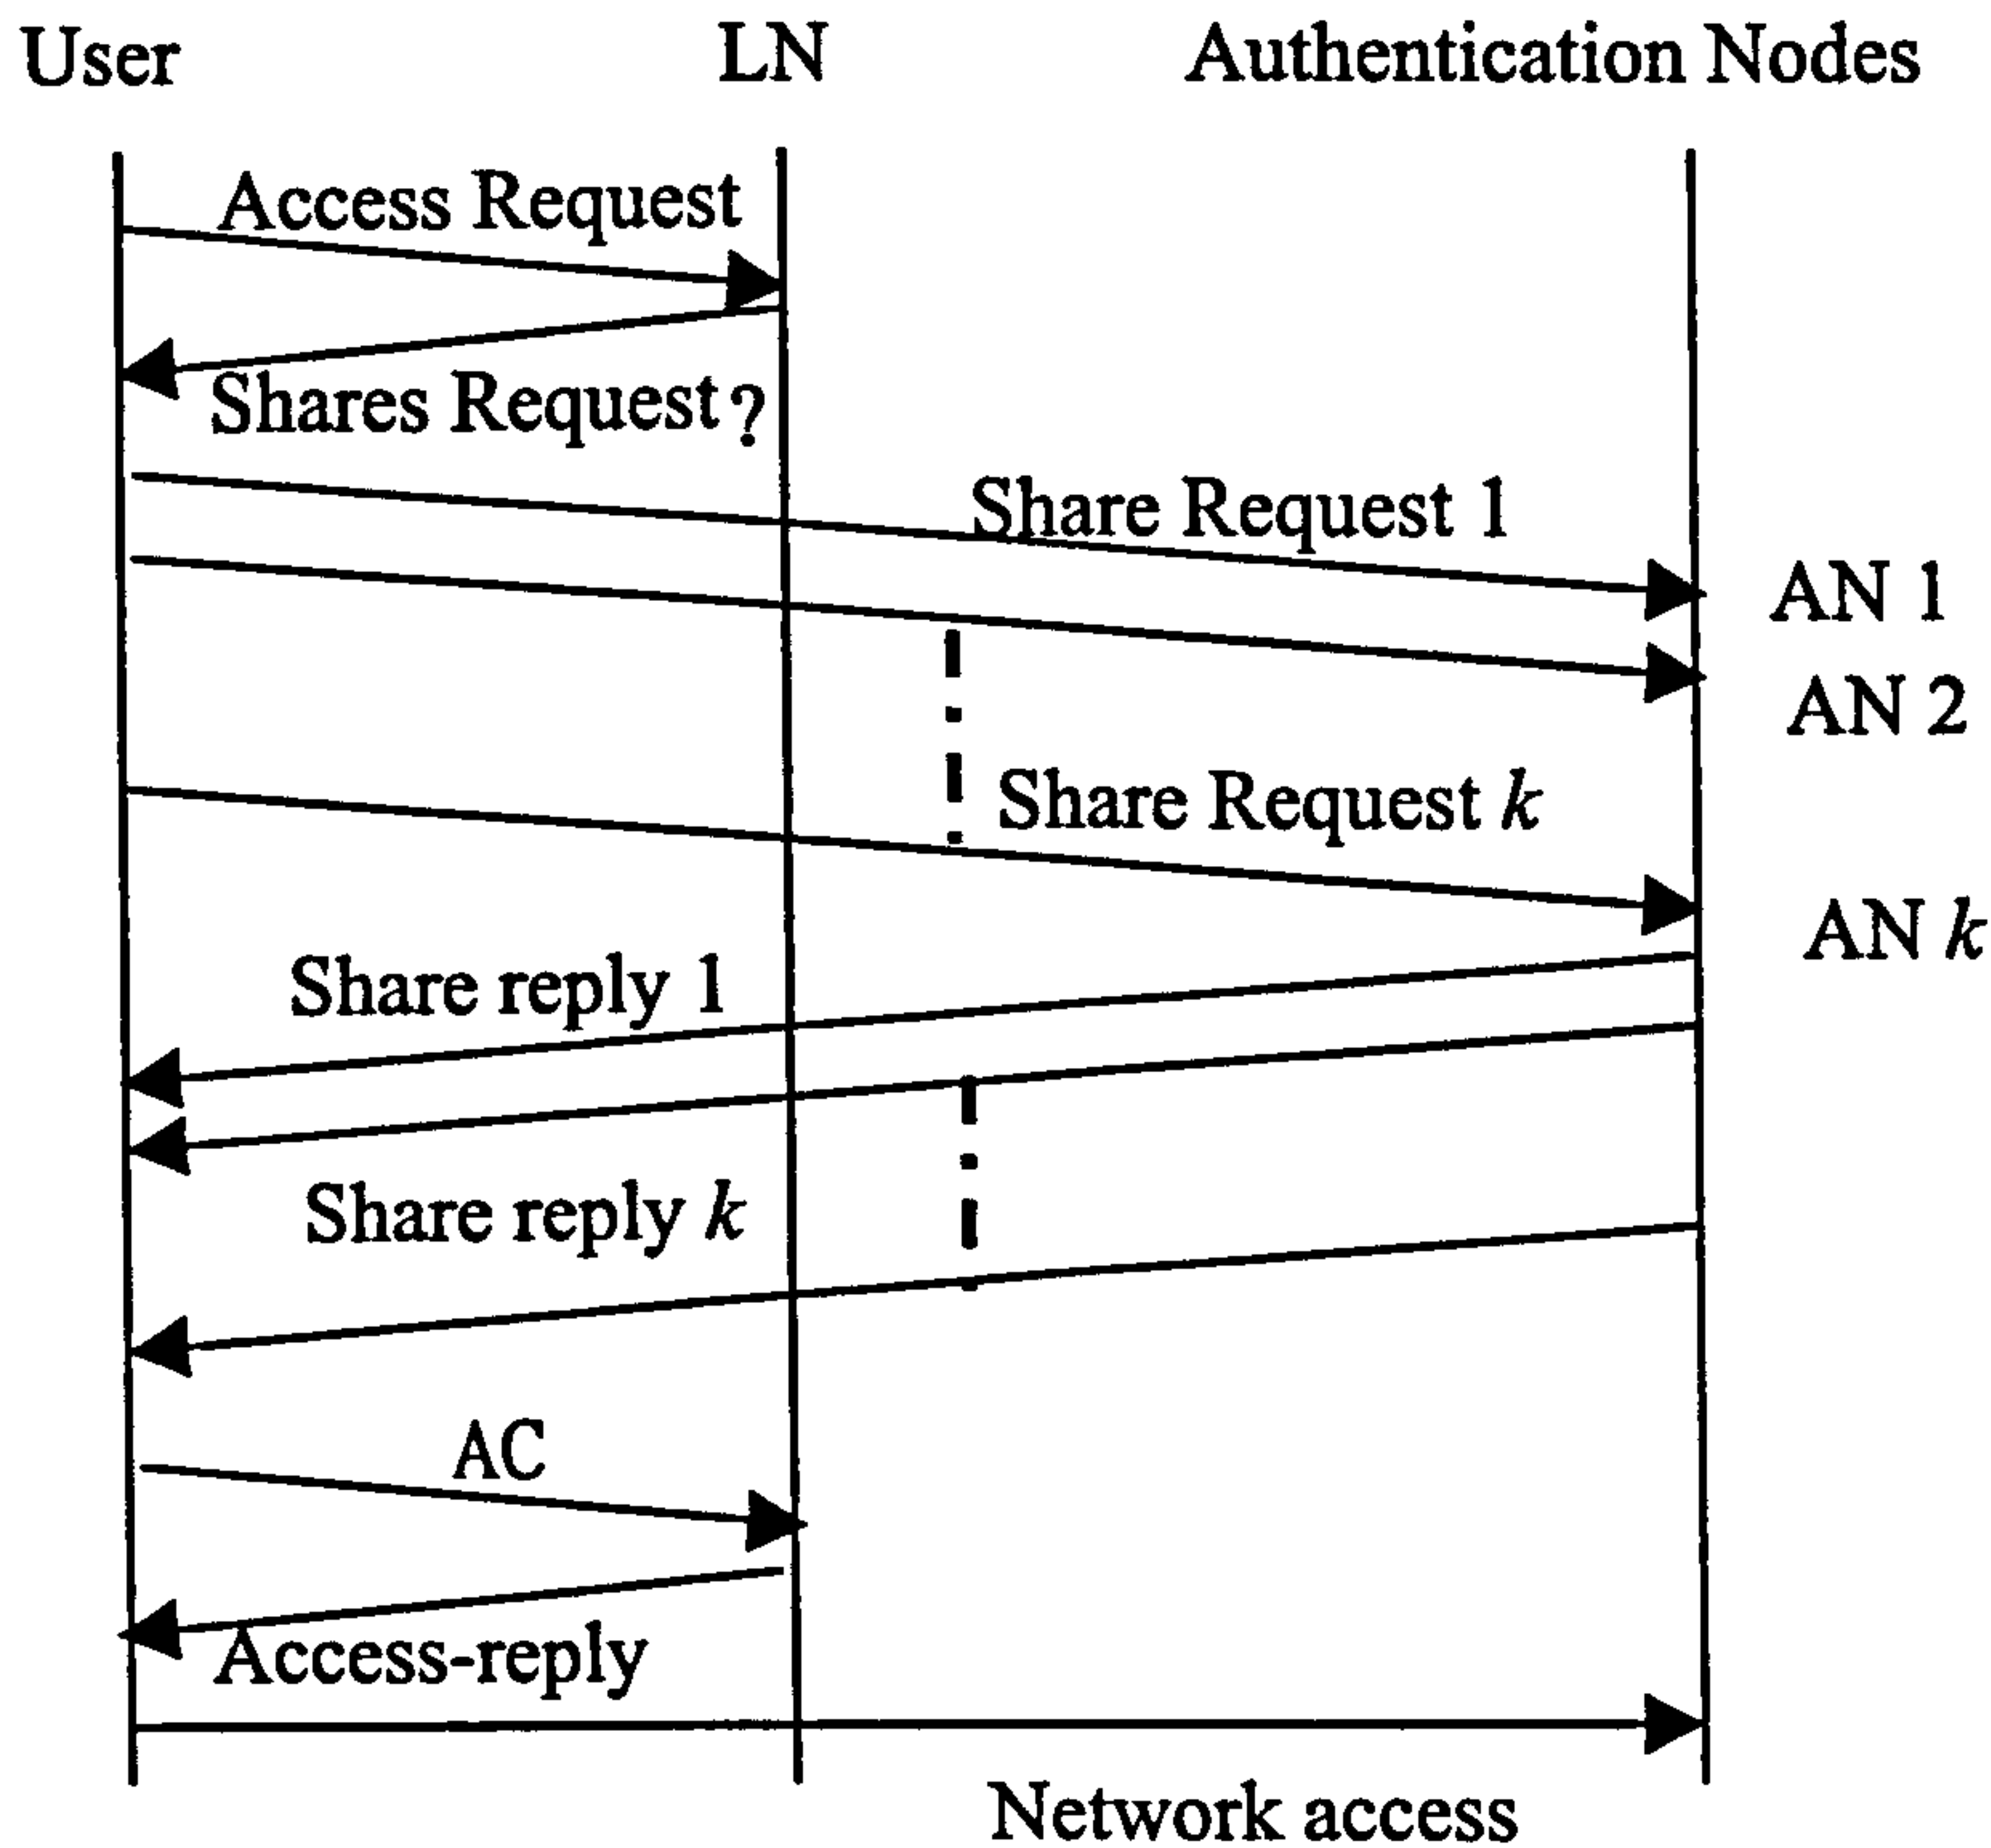 User
LN
Authentication Nodes
Access Request
Shares Request?
Share Request 1
AN 1
AN 2
Share Request k
AN k
Share reply 1
Share reply k
AC
Access-reply
Network access